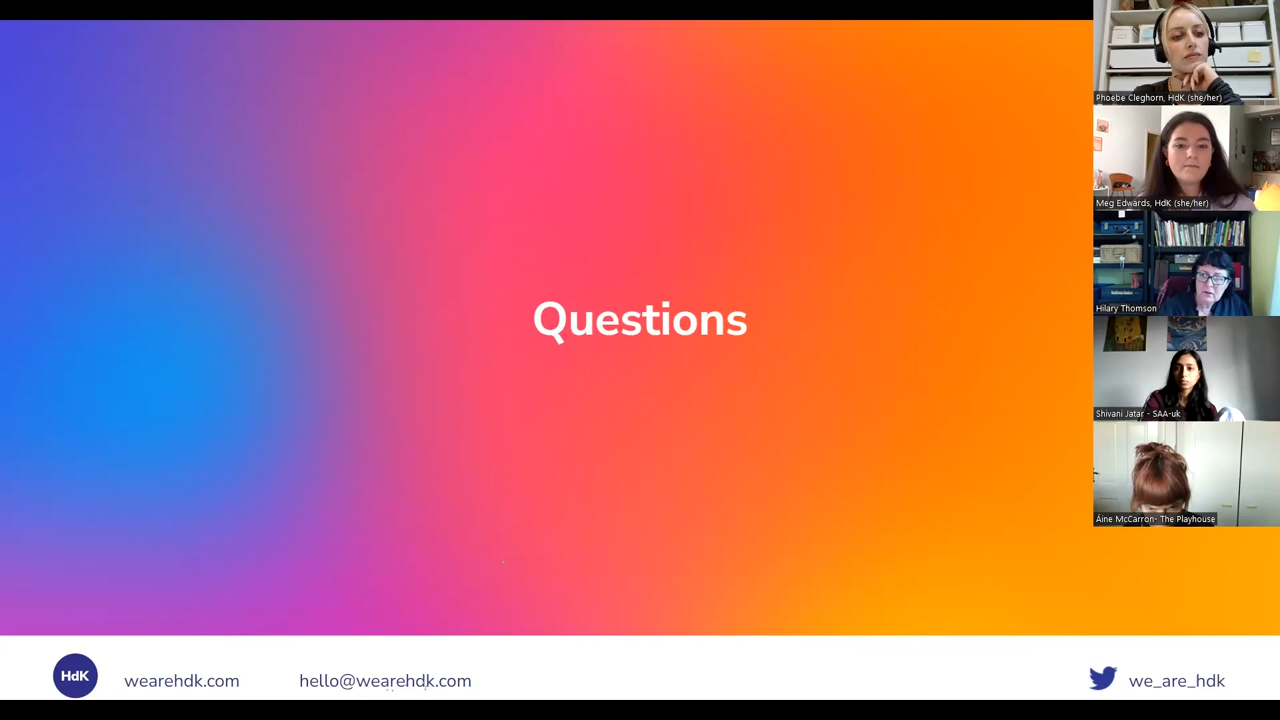 Questions
HdK
wearehdk.com
hello@wearehdk.com
we_are_hdk
Phoebe Cleghorn, HdK (she/her)
Meg Edwards, HdK (she/her)
Hilary Thomson
Shivani Jatar - SAA-uk
Áine McCarron- The Playhouse